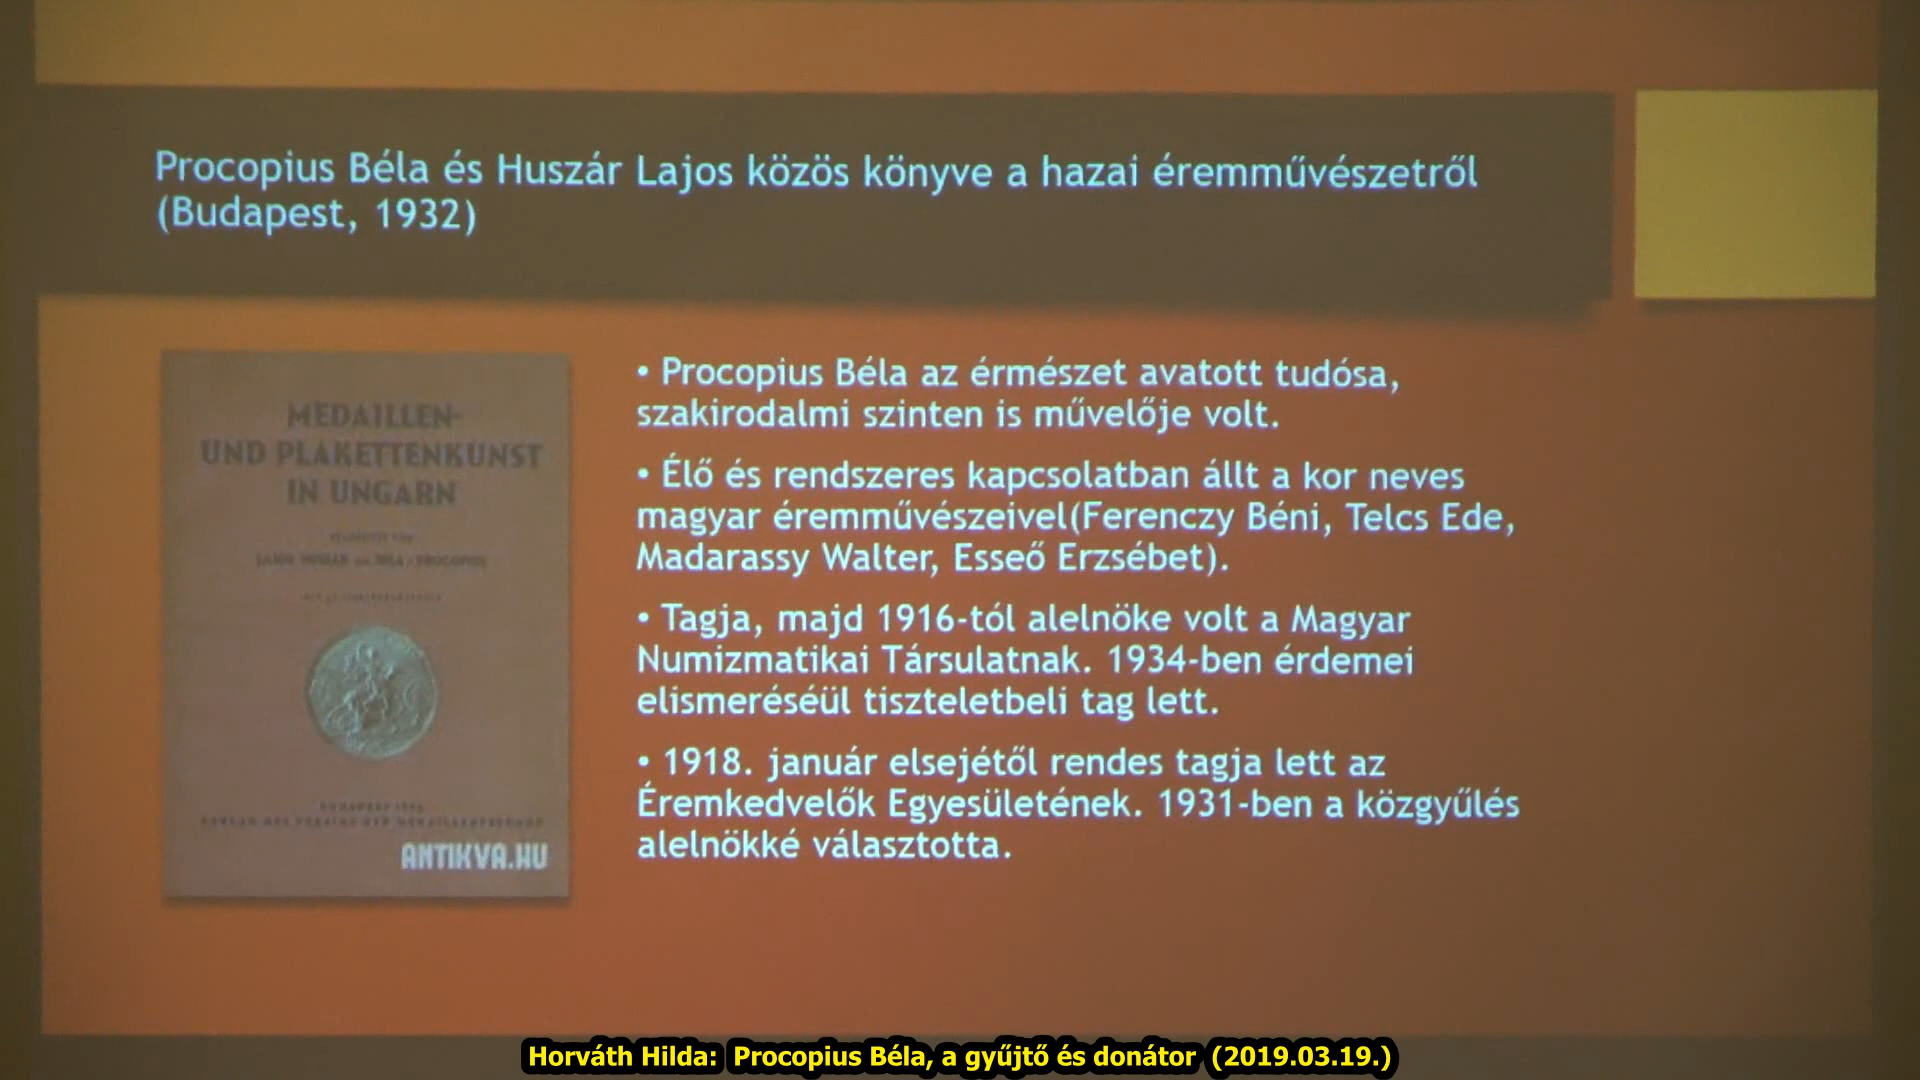 Procopius Béla és Huszár Lajos közös könyve a hazai éremművészetről
(Budapest, 1932)
MEDAILLEN-
UND PLAKETTENKUNST
IN UNGARN
ANTIKVA.HU
• Procopius Béla az érmészet avatott tudósa,
szakirodalmi szinten is művelője volt.
• Élő és rendszeres kapcsolatban állt a kor neves
magyar éremművészeivel(Ferenczy Béni, Telcs Ede,
Madarassy Walter, Esseő Erzsébet).
• Tagja, majd 1916-tól alelnöke volt a Magyar
Numizmatikai Társulatnak. 1934-ben érdemei
elismeréséül tiszteletbeli tag lett.
• 1918. január elsejétől rendes tagja lett az
Éremkedvelők Egyesületének. 1931-ben a közgyűlés
alelnökké választotta.
Horváth Hilda: Procopius Béla, a gyűjtő és donátor (2019.03.19.)